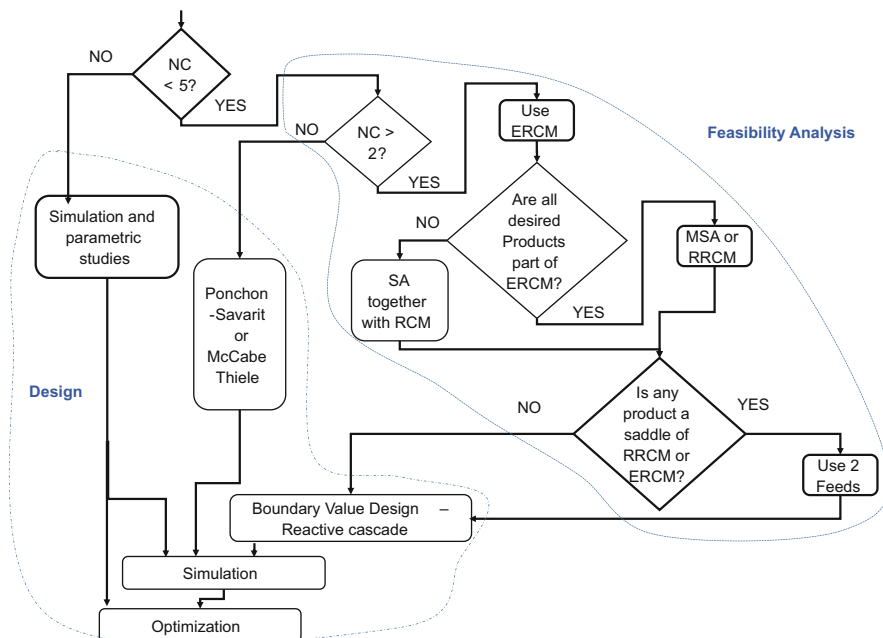 NO
NC
< 5?
YES
NO
NC >
2?
YES
Use
ERCM
Feasibility Analysis
Are all
desired
Products
part of
ERCM?
NO
YES
MSA or
RRCM
SA
together
with RCM
Simulation and
parametric
studies
Ponchon
-Savarit
or
McCabe
Thiele
Design
Is any
product a
saddle of
RRCM or
ERCM?
NO
YES
Use 2
Feeds
Boundary Value Design –
Reactive cascade
Simulation
Optimization